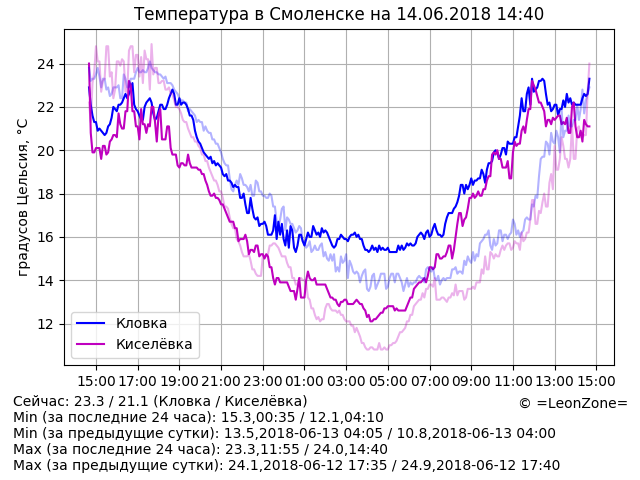 Температура в Смоленске на 14.06.2018 14:40
градусов Цельсия, °C
24
22
20
18
16
14
12
Кловка
Киселёвка
15:00 17:00 19:00 21:00 23:00 01:00 03:00 05:00 07:00 09:00 11:00 13:00 15:00
Сейчас: 23.3 / 21.1 (Кловка / Киселёвка)
© =LeonZone=
Min (за последние 24 часа): 15.3,00:35 / 12.1,04:10
Min (за предыдущие сутки): 13.5,2018-06-13 04:05 / 10.8,2018-06-13 04:00
Max (за последние 24 часа): 23.3,11:55 / 24.0,14:40
Max (за предыдущие сутки): 24.1,2018-06-12 17:35 / 24.9,2018-06-12 17:40